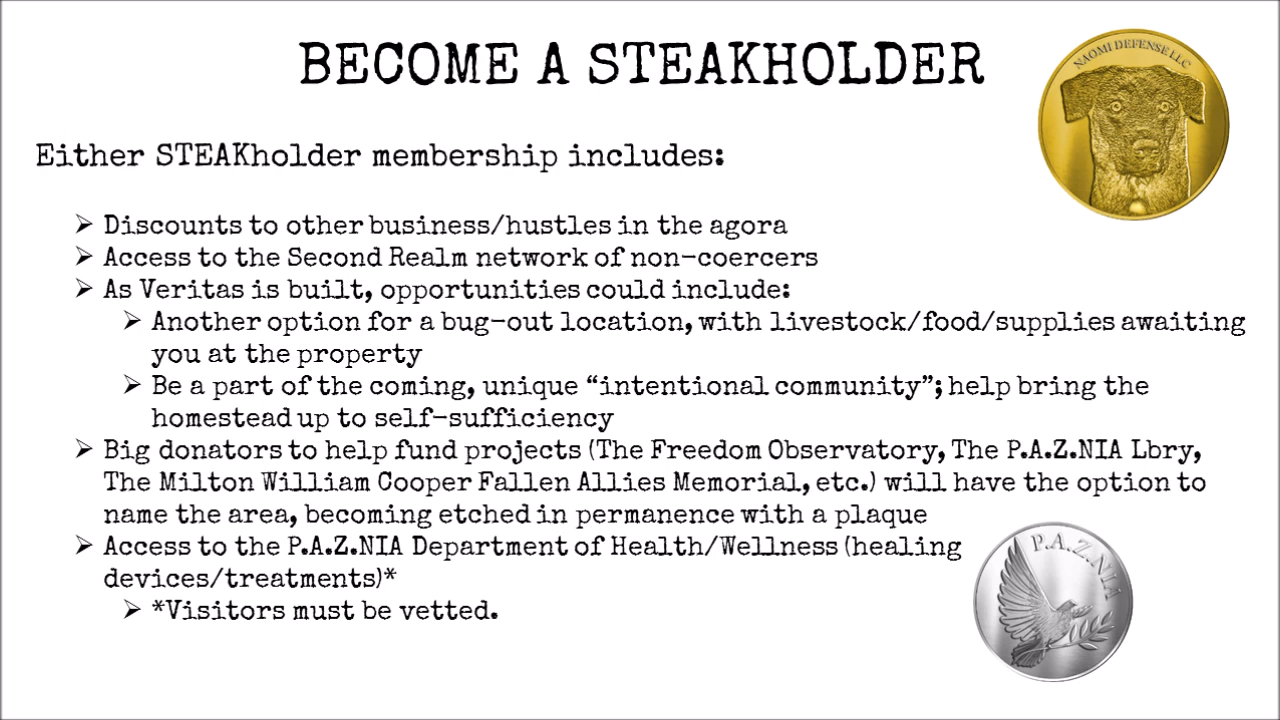 BECOME A STEAKHOLDER
NAOMI DEFENSE LLC
Either STEAKholder membership includes:
➢ Discounts to other business/hustles in the agora
➢ Access to the Second Realm network of non-coercers
➢ As Veritas is built, opportunities could include:
➢ Another option for a bug-out location, with livestock/food/supplies awaiting
you at the property
➢ Be a part of the coming, unique “intentional community”; help bring the
homestead up to self-sufficiency
➢ Big donators to help fund projects (The Freedom Observatory, The P.A.Z.NIA Lbry,
The Milton William Cooper Fallen Allies Memorial, etc.) will have the option to
name the area, becoming etched in permanence with a plaque
➢ Access to the P.A.Z.NIA Department of Health/Wellness (healing
devices/treatments)*
➢ *Visitors must be vetted.
P.A.Z.NIA